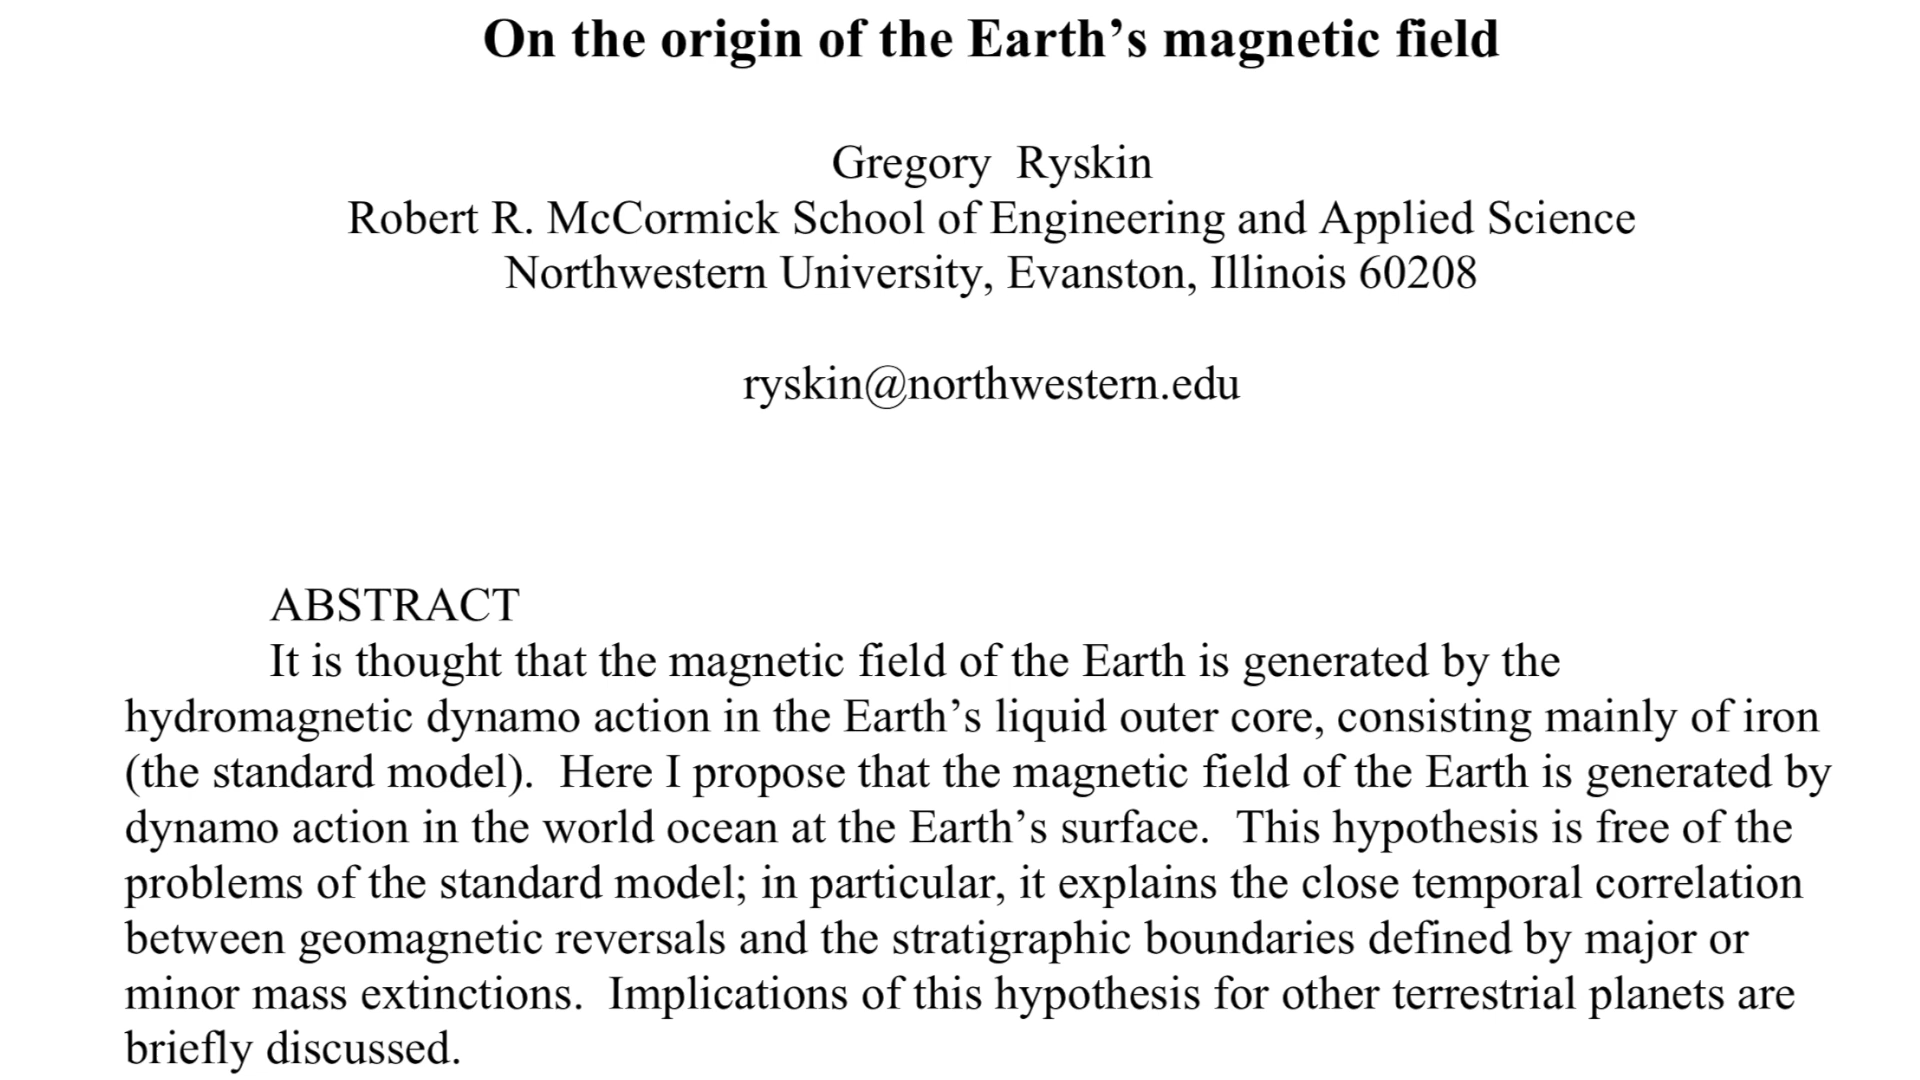 On the origin of the Earth’s magnetic field
Gregory  Ryskin
Robert R. McCormick School of Engineering and Applied Science
Northwestern University, Evanston, Illinois 60208
ryskin@northwestern.edu
ABSTRACT
It is thought that the magnetic field of the Earth is generated by the
hydromagnetic dynamo action in the Earth’s liquid outer core, consisting mainly of iron
(the standard model).  Here I propose that the magnetic field of the Earth is generated by
dynamo action in the world ocean at the Earth’s surface.  This hypothesis is free of the
problems of the standard model; in particular, it explains the close temporal correlation
between geomagnetic reversals and the stratigraphic boundaries defined by major or
minor mass extinctions.  Implications of this hypothesis for other terrestrial planets are
briefly discussed.